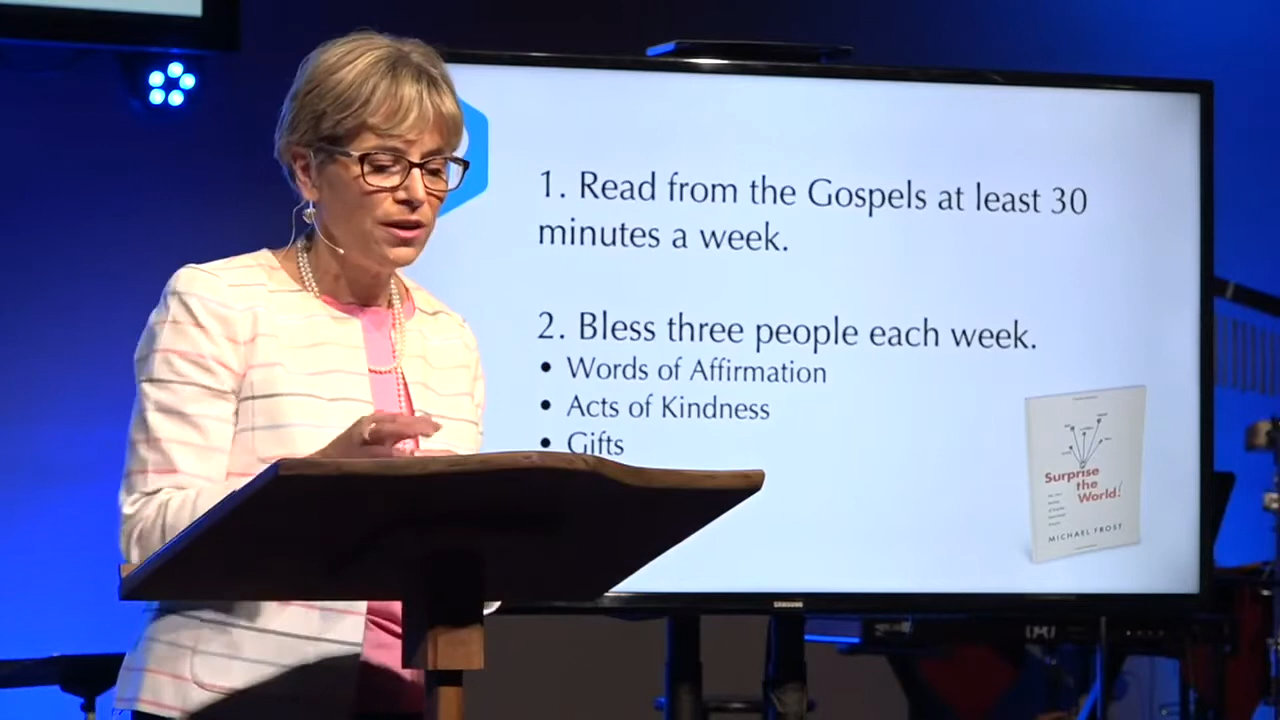 1. Read from the Gospels at least 30
minutes a week.
2. Bless three people each week.
• Words of Affirmation
• Acts of Kindness
• Gifts
Surprise
the
World!
MICHAEL FROST
SAMSUNG